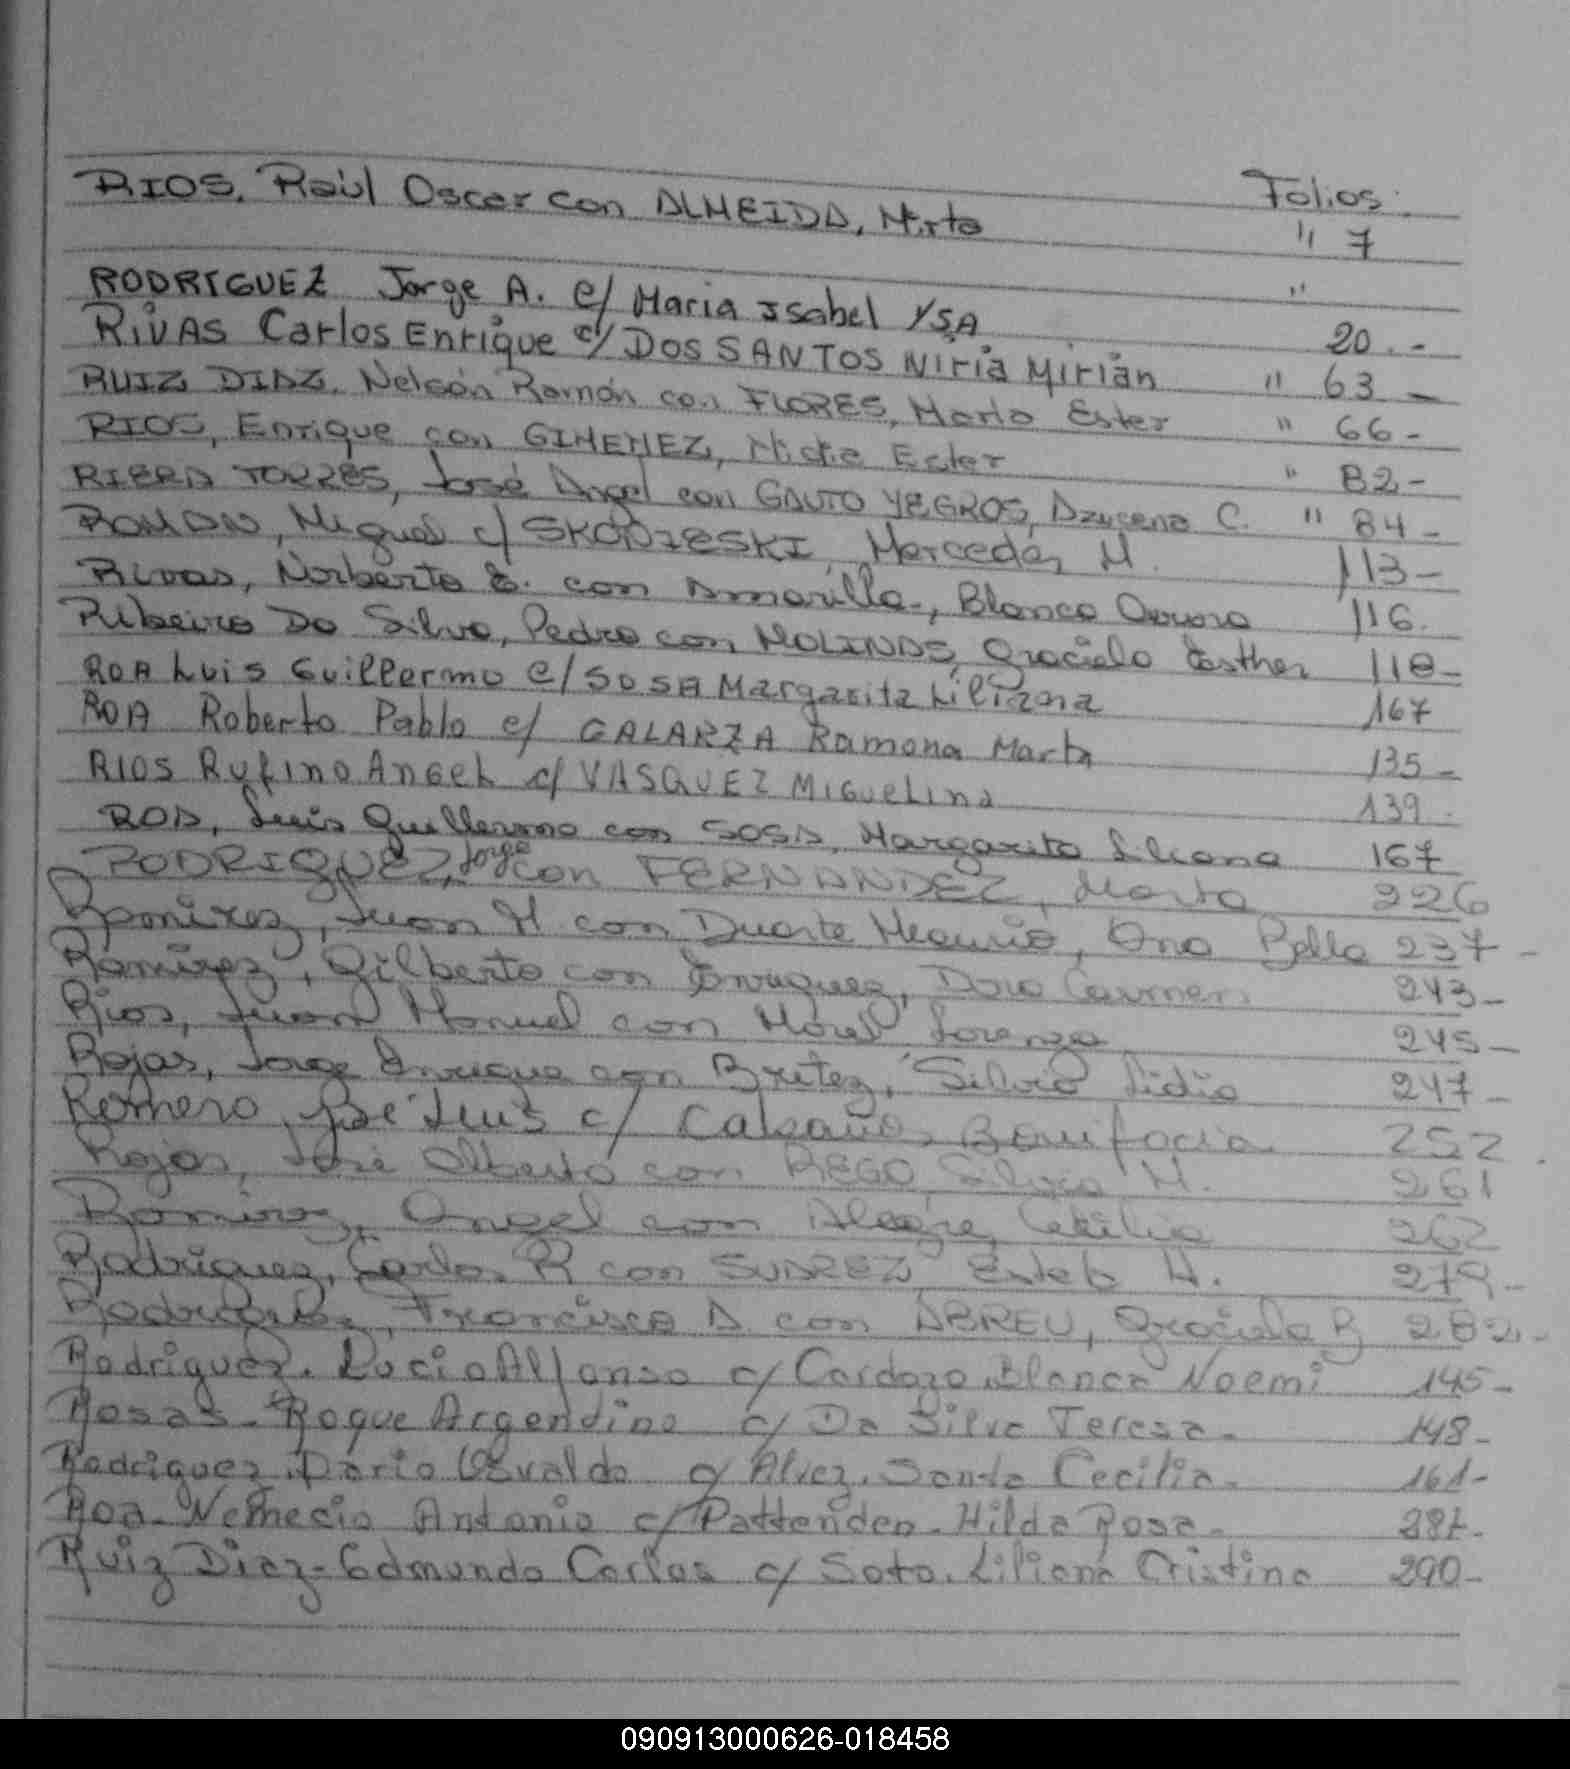 Folios:
RIOS, Raúl Oscar con ALMEIDA, Mirta " 7
RODRIGUEZ Jorge A. c/ Maria Isabel YSA " 20.-
RIVAS Carlos Enrique c/ DOS SANTOS Niria Mirian " 63 -
RUIZ DIAZ, Nelson Ramón con FLORES, Marta Ester " 66-
RIOS, Enrique con GIMENEZ, Ester " 82-
RIERA TORRES, José Angel con GAUTO YEGROS, Azucena C. " 84-
ROMAN, Miguel c/ SKODZESKI, Mercedes M. 113-
Rivas, Norberto E. con Amarilla, Blanca Aurora 116.
Ribeiro Da Silva, Pedro con MOLINAS, Graciela Esther 118-
ROA Luis Guillermo c/ SOSA Margarita Liliana 167
ROA Roberto Pablo c/ GALARZA Ramona Marta 135-
RIOS Rufino Angel c/ VASQUEZ Miguelina 139.
ROA, Luis Guillermo con SOSA, Margarita Liliana 167
RODRIGUEZ, Jorge con FERNANDEZ, Marta 226
Ramirez, Juan H con Duarte, Ana Bella 237-
Ramirez, Gilberto con Enriquez, Dora Carmen 243-
Rios, Juan Manuel con Morel Lorenza 245-
Rojas, Jorge Enrique con Britez, Silvia Lidia 247-
Romero, José Luis c/ Bonifacia 252
Rojas, José Alberto con REGO, Silvia M. 261
Ramirez, Angel con Alegre, Cecilia 262
Rodriguez, Carlos R con SUAREZ Estela H. 279-
Rodriguez, Francisco A con ABREU, Graciela B 282-
Rodriguez. Lucio Alfonso c/ Cardozo. Blanca Noemi 145-
Rosas. Roque Argentino c/ Da Silva Teresa. 148-
Rodriguez. Dario Osvaldo c/ Alvez. Santa Cecilia. 161-
Roa. Nemecio Antonio c/ Pattenden. Hilda Rosa. 287-
Ruiz Diaz. Edmundo Carlos c/ Soto. Liliana Cristina 290-
090913000626-018458